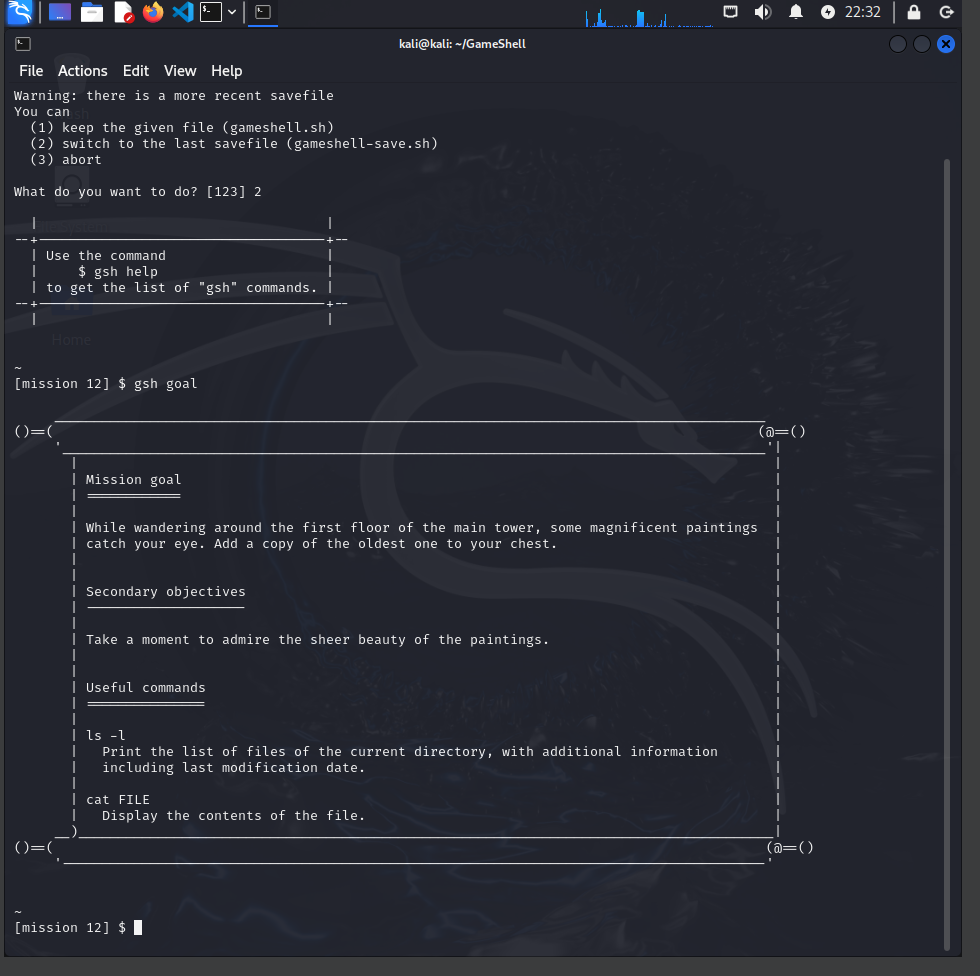 22:32
kali@kali: ~/GameShell
File Actions Edit View Help
Warning: there is a more recent savefile
You can
(1) keep the given file (gameshell.sh)
(2) switch to the last savefile (gameshell-save.sh)
(3) abort
What do you want to do? [123] 2
Use the command
$ gsh help
to get the list of "gsh" commands.
Home
~
[mission 12] $ gsh goal
Mission goal
While wandering around the first floor of the main tower, some magnificent paintings
catch your eye. Add a copy of the oldest one to your chest.
Secondary objectives
Take a moment to admire the sheer beauty of the paintings.
Useful commands
ls -l
Print the list of files of the current directory, with additional information
including last modification date.
cat FILE
Display the contents of the file.
~
[mission 12] $